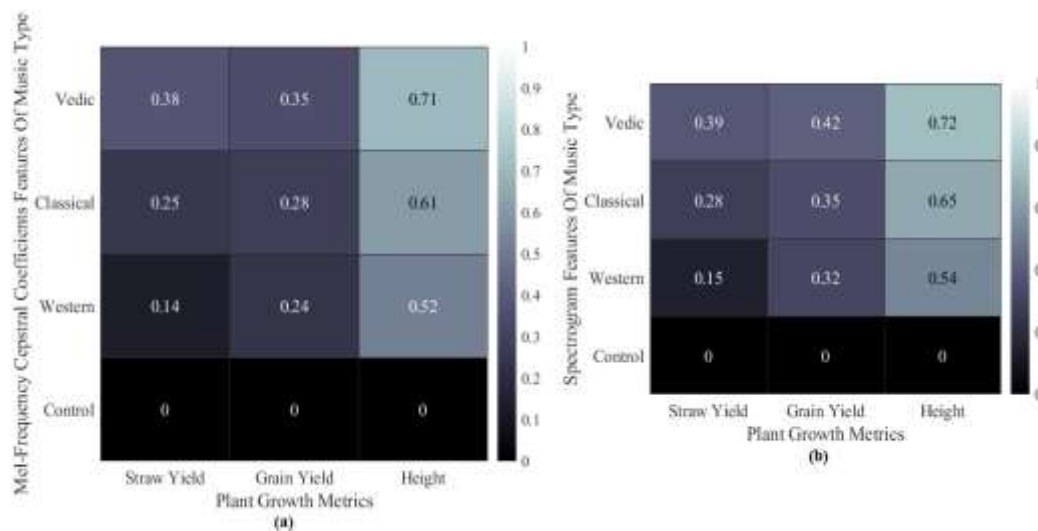 Mel-Frequency Cepstral Coefficients Features Of Music Type
Vedic
0.38 0.35 0.71
Classical
0.25 0.28 0.61
Western
0.14 0.24 0.52
Control
0 0 0
Straw Yield Grain Yield Height
Plant Growth Metrics
(a)
1
0.9
0.8
0.7
0.6
0.5
0.4
0.3
0.2
0.1
0
Spectrogram Features Of Music Type
Vedic
0.39 0.42 0.72
Classical
0.28 0.35 0.65
Western
0.15 0.32 0.54
Control
0 0 0
Straw Yield Grain Yield Height
Plant Growth Metrics
(b)